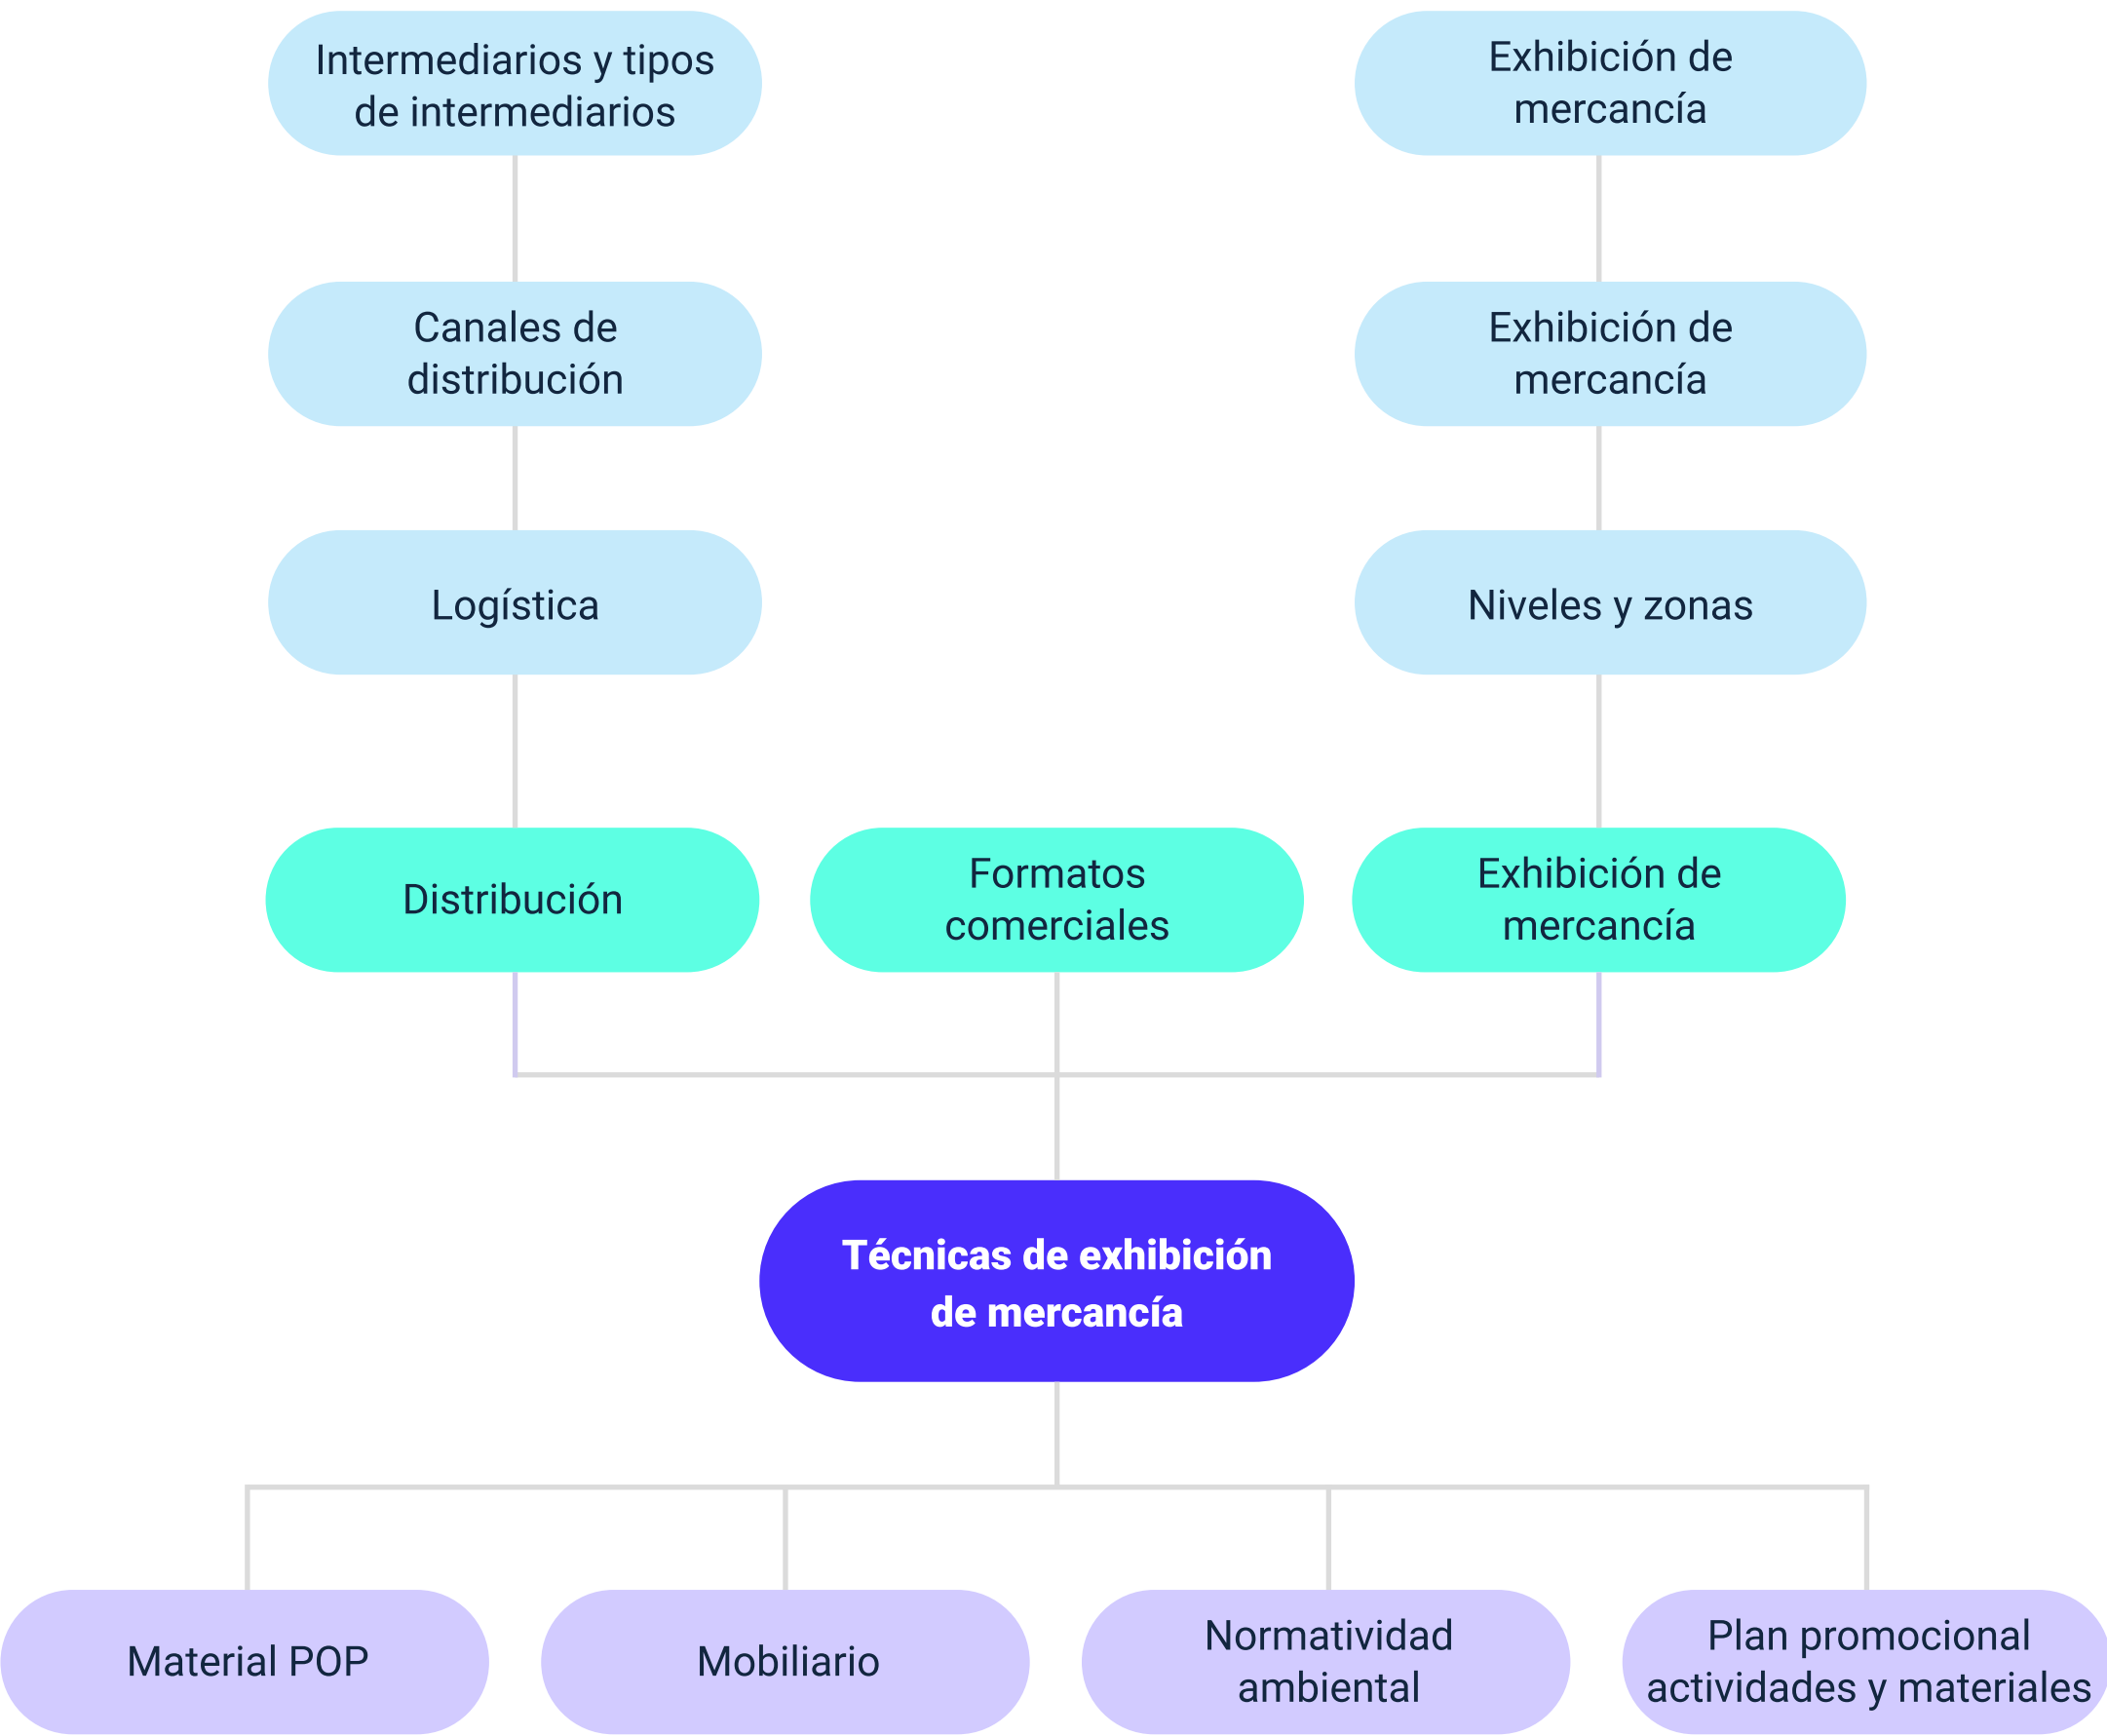 Intermediarios y tipos
de intermediarios
Exhibición de
mercancía
Canales de
distribución
Exhibición de
mercancía
Logística
Niveles y zonas
Distribución
Formatos
comerciales
Exhibición de
mercancía
Técnicas de exhibición
de mercancía
Material POP
Mobiliario
Normatividad
ambiental
Plan promocional
actividades y materiales